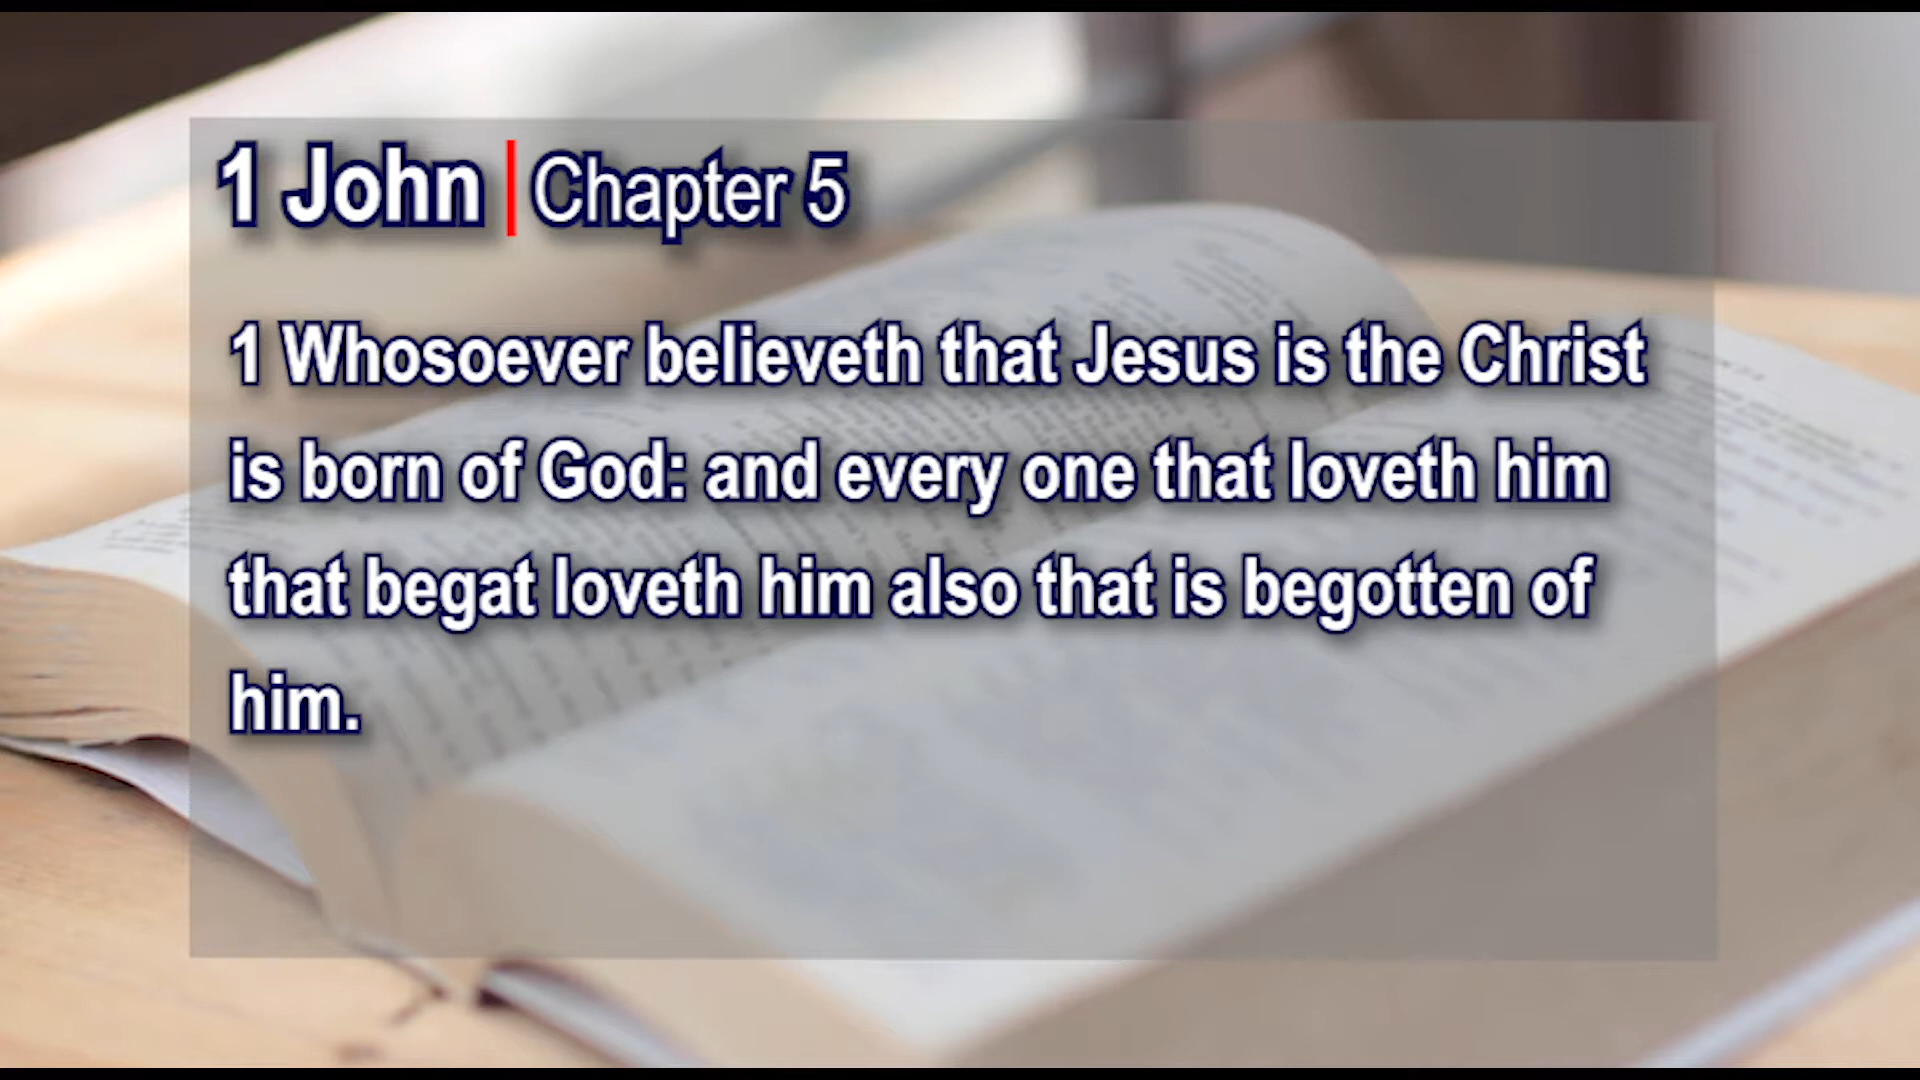 1 John | Chapter 5
1 Whosoever believeth that Jesus is the Christ
is born of God: and every one that loveth him
that begat loveth him also that is begotten of
him.